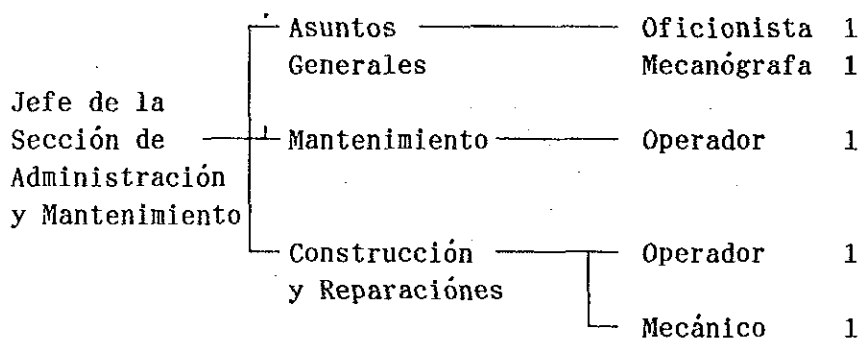 Asuntos Oficionista 1
Generales Mecanógrafa 1
Jefe de la
Sección de Mantenimiento Operador 1
Administración
y Mantenimiento
Construcción Operador 1
y Reparaciónes
Mecánico 1